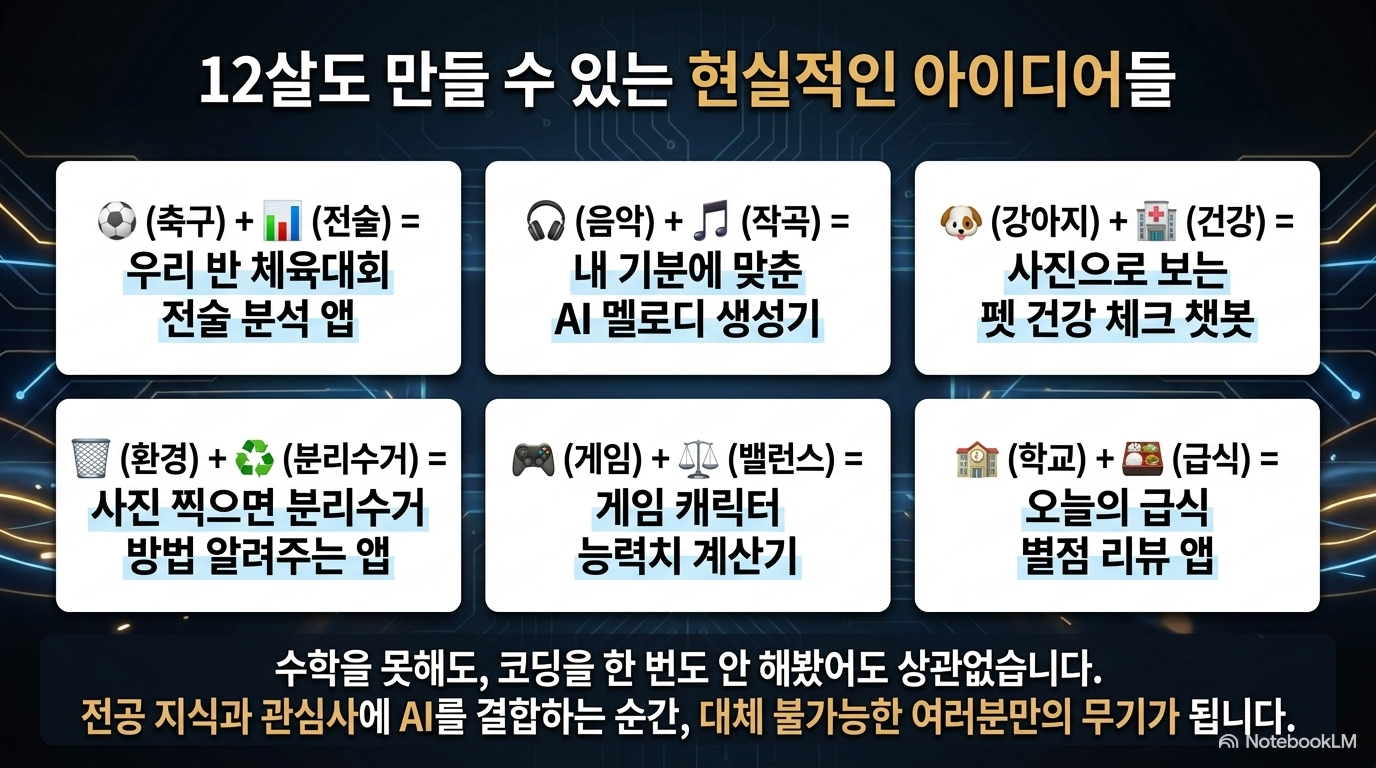 12살도 만들 수 있는 현실적인 아이디어들
⚽ (축구) + 📊 (전술) =
우리 반 체육대회
전술 분석 앱
🎧 (음악) + 🎵 (작곡) =
내 기분에 맞춘
AI 멜로디 생성기
🐶 (강아지) + 🏥 (건강) =
사진으로 보는
펫 건강 체크 챗봇
🗑️ (환경) + ♻️ (분리수거) =
사진 찍으면 분리수거
방법 알려주는 앱
🎮 (게임) + ⚖️ (밸런스) =
게임 캐릭터
능력치 계산기
🏫 (학교) + 🍱 (급식) =
오늘의 급식
별점 리뷰 앱
수학을 못해도, 코딩을 한 번도 안 해봤어도 상관없습니다.
전공 지식과 관심사에 AI를 결합하는 순간, 대체 불가능한 여러분만의 무기가 됩니다.
NotebookLM